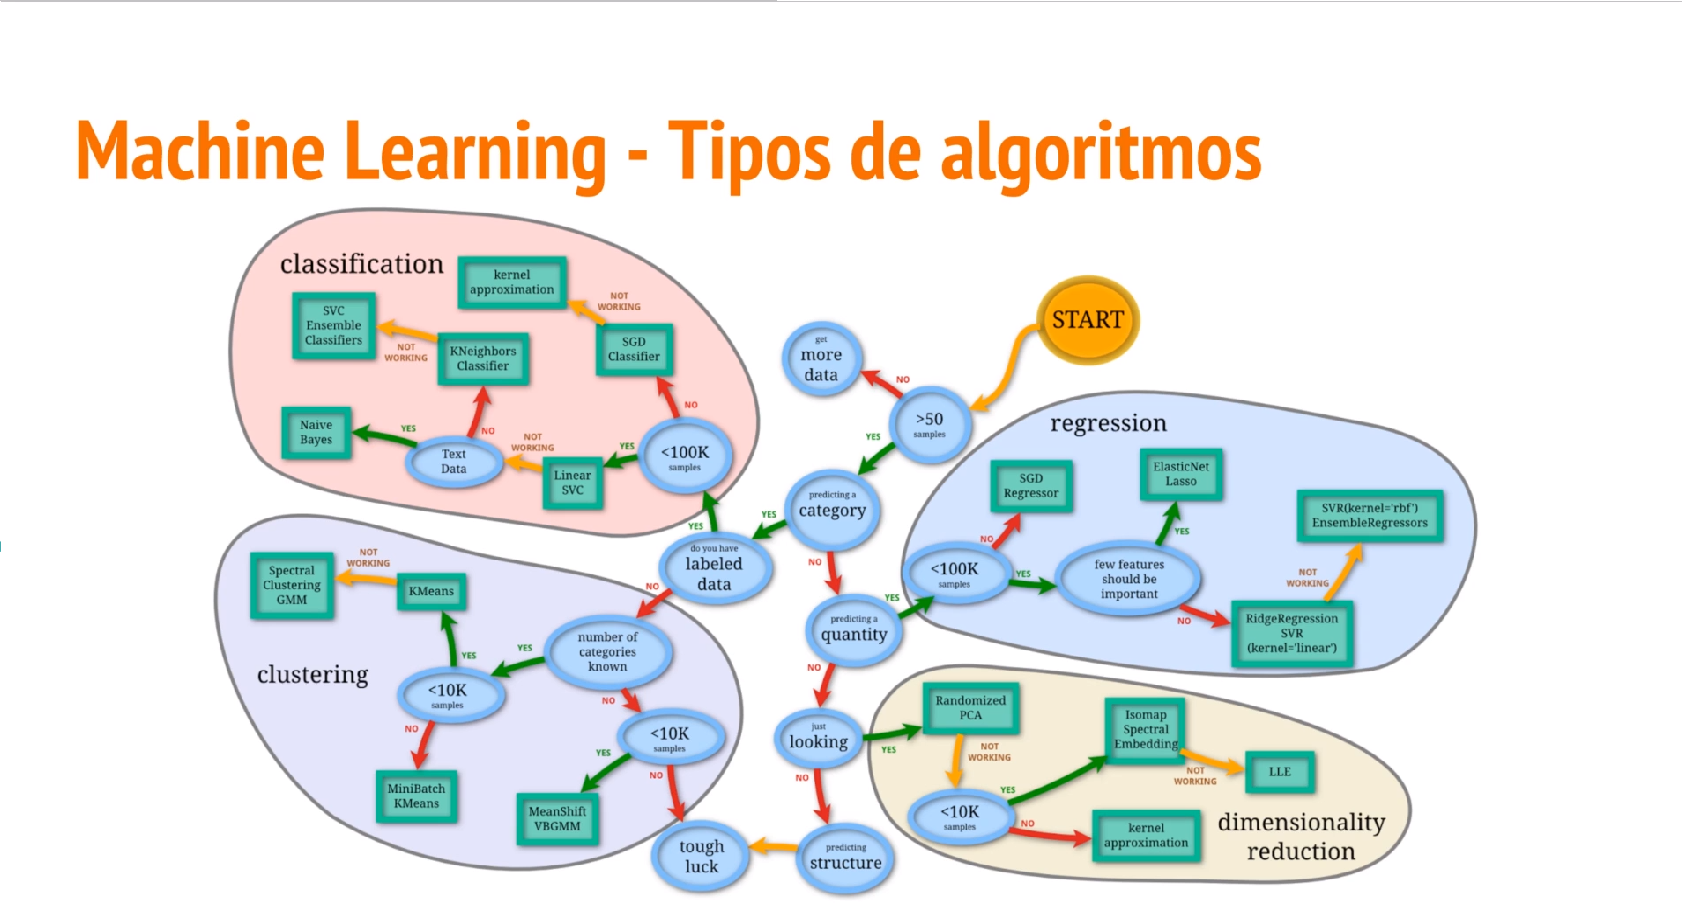 Machine Learning - Tipos de algoritmos
classification
kernel
approximation
NOT
WORKING
SVC
Ensemble
Classifiers
NOT
WORKING
KNeighbors
Classifier
SGD
Classifier
NO
Naive
Bayes
YES
Text
Data
NO
NOT
WORKING
Linear
SVC
YES
<100K
samples
YES
START
get
more
data
NO
>50
samples
YES
predicting a
category
YES
NO
do you have
labeled
data
NO
predicting a
quantity
YES
NO
just
looking
YES
NO
predicting
structure
tough
luck
regression
SGD
Regressor
NO
<100K
samples
YES
ElasticNet
Lasso
YES
few features
should be
important
NO
SVR(kernel='rbf')
EnsembleRegressors
NOT
WORKING
RidgeRegression
SVR
(kernel='linear')
clustering
Spectral
Clustering
GMM
NOT
WORKING
KMeans
YES
<10K
samples
NO
MiniBatch
KMeans
YES
number of
categories
known
NO
<10K
samples
YES
NO
MeanShift
VBGMM
Randomized
PCA
NOT
WORKING
<10K
samples
YES
NO
Isomap
Spectral
Embedding
NOT
WORKING
LLE
kernel
approximation
dimensionality
reduction